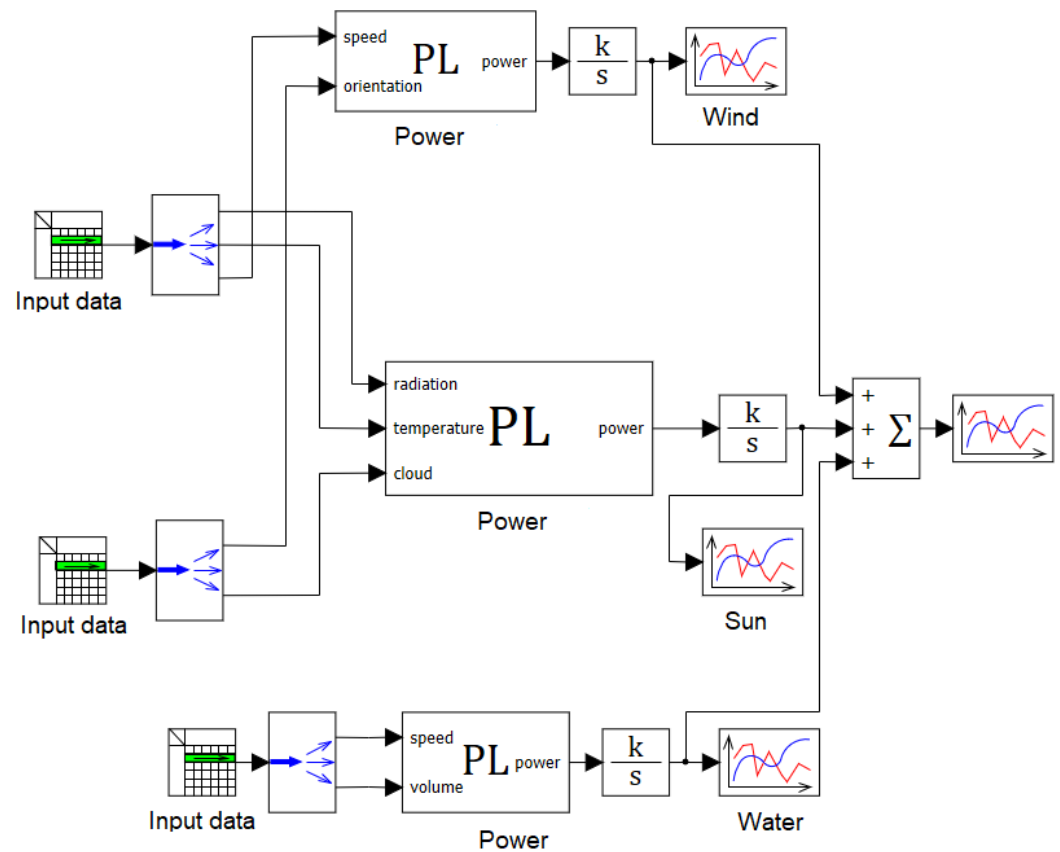 speed
PL
power
orientation
k
s
Wind
Power
Input data
radiation
temperature
PL
power
cloud
k
s
+
+
+
Σ
Power
Input data
Sun
speed
PL
power
volume
k
s
Input data
Power
Water